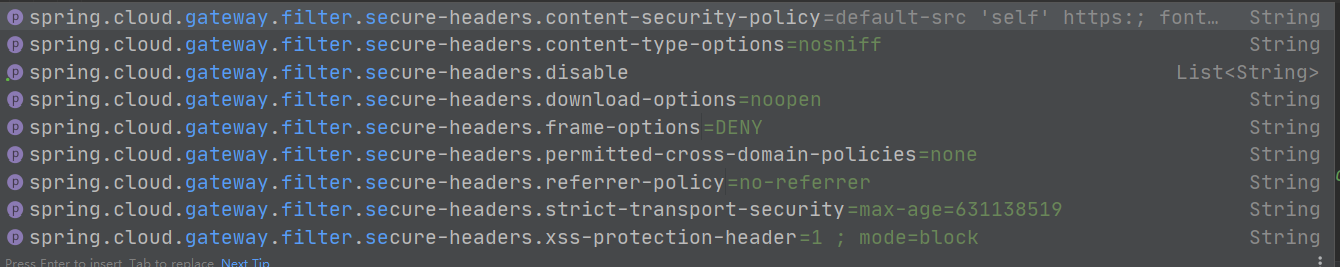 spring.cloud.gateway.filter.secure-headers.content-security-policy=default-src 'self' https:; font… String
spring.cloud.gateway.filter.secure-headers.content-type-options=nosniff String
spring.cloud.gateway.filter.secure-headers.disable List<String>
spring.cloud.gateway.filter.secure-headers.download-options=noopen String
spring.cloud.gateway.filter.secure-headers.frame-options=DENY String
spring.cloud.gateway.filter.secure-headers.permitted-cross-domain-policies=none String
spring.cloud.gateway.filter.secure-headers.referrer-policy=no-referrer String
spring.cloud.gateway.filter.secure-headers.strict-transport-security=max-age=631138519 String
spring.cloud.gateway.filter.secure-headers.xss-protection-header=1 ; mode=block String
Press Enter to insert, Tab to replace Next Tip